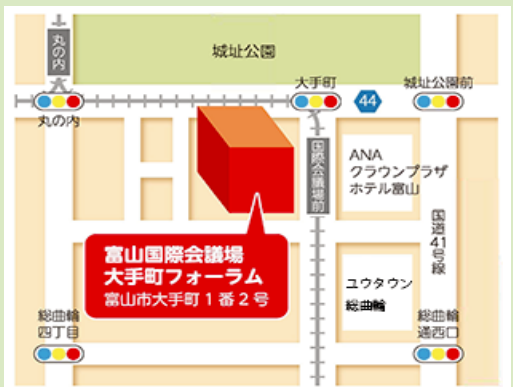 丸の内
城址公園
大手町
44
城址公園前
丸の内
国際会議場前
ANA
クラウンプラザ
ホテル富山
国道41号線
富山国際会議場
大手町フォーラム
富山市大手町1番2号
ユウタウン
総曲輪
総曲輪
四丁目
総曲輪
通西口